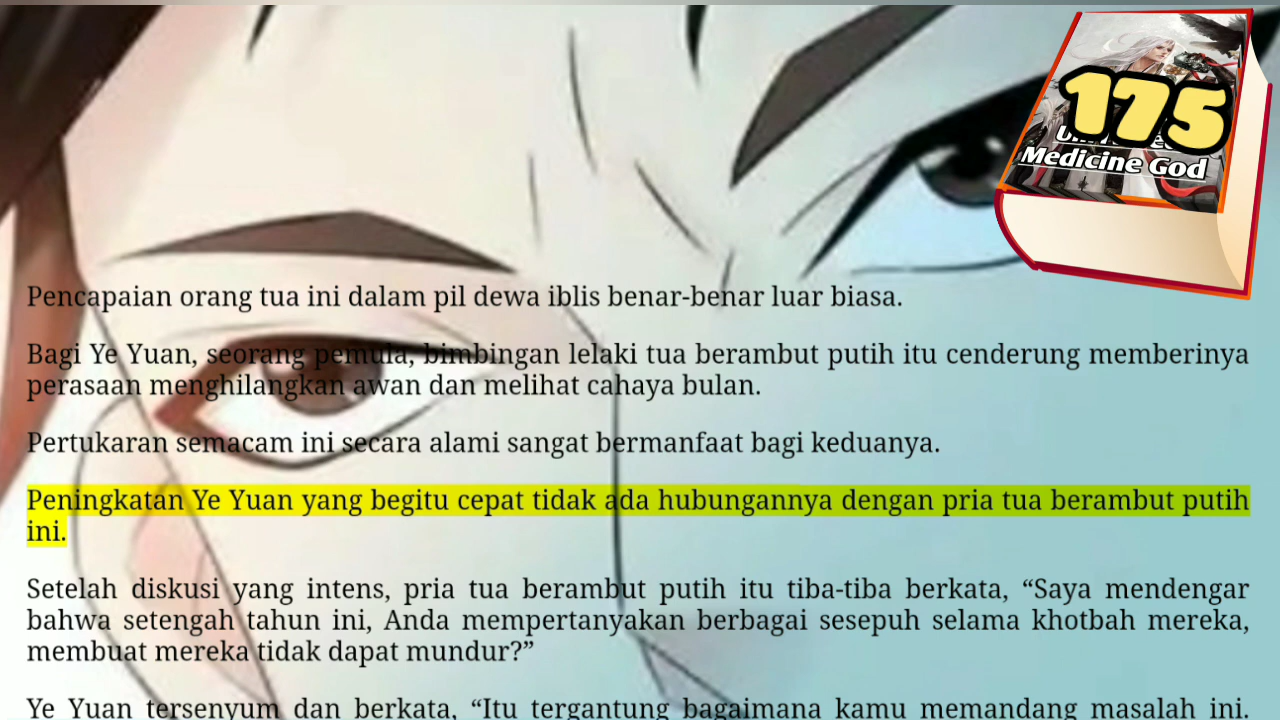 175
Medicine God
Pencapaian orang tua ini dalam pil dewa iblis benar-benar luar biasa.
Bagi Ye Yuan, seorang pemula, bimbingan lelaki tua berambut putih itu cenderung memberinya
perasaan menghilangkan awan dan melihat cahaya bulan.
Pertukaran semacam ini secara alami sangat bermanfaat bagi keduanya.
Peningkatan Ye Yuan yang begitu cepat tidak ada hubungannya dengan pria tua berambut putih
ini.
Setelah diskusi yang intens, pria tua berambut putih itu tiba-tiba berkata, “Saya mendengar
bahwa setengah tahun ini, Anda mempertanyakan berbagai sesepuh selama khotbah mereka,
membuat mereka tidak dapat mundur?”
Ye Yuan tersenyum dan berkata, “Itu tergantung bagaimana kamu memandang masalah ini.